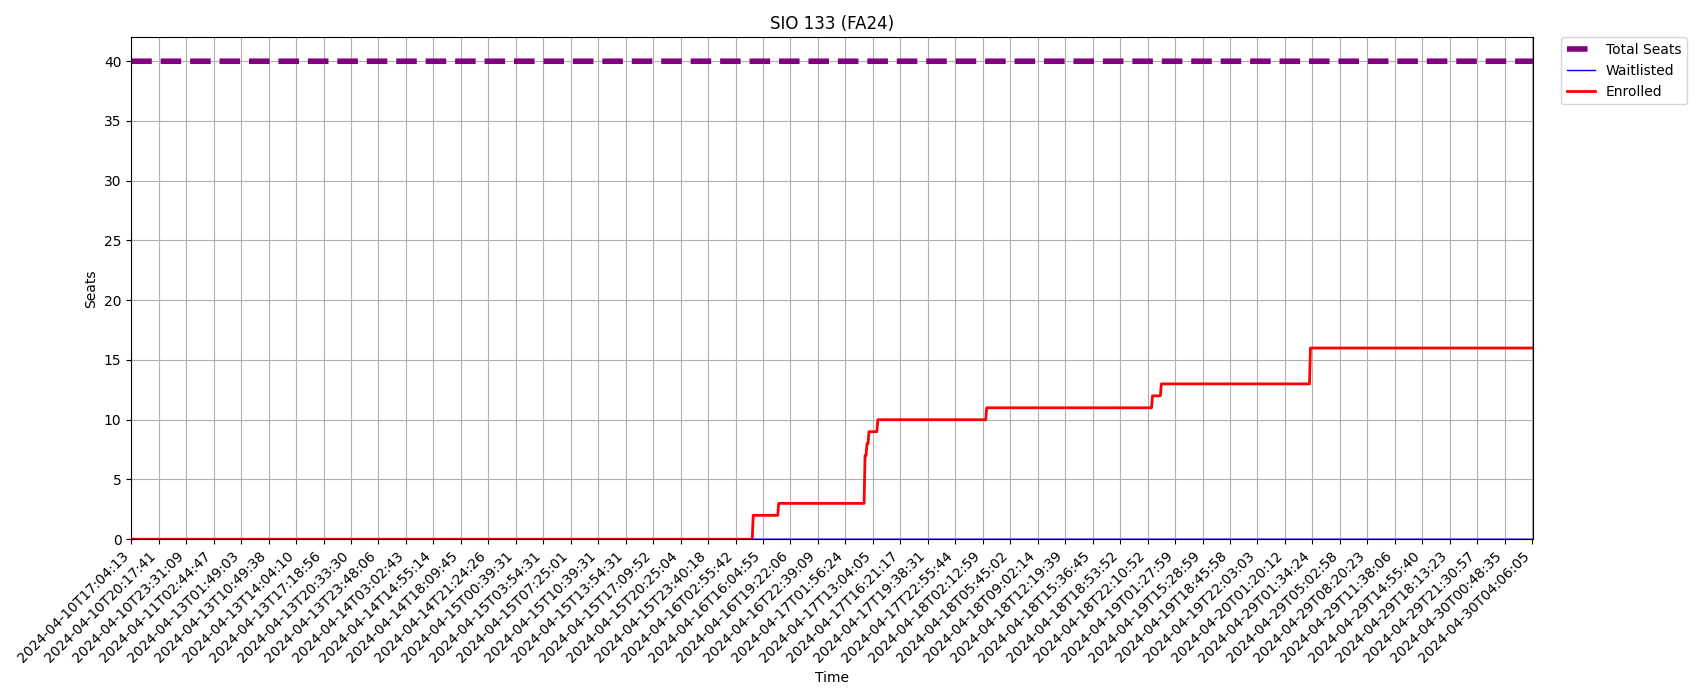 SIO 133 (FA24)
Total Seats
Waitlisted
Enrolled
40
35
30
25
20
15
10
5
0
Seats
2024-04-10T17:04:13
2024-04-10T20:17:41
2024-04-10T23:31:09
2024-04-11T02:44:47
2024-04-13T01:49:03
2024-04-13T10:49:38
2024-04-13T14:04:10
2024-04-13T17:18:56
2024-04-13T20:33:30
2024-04-13T23:48:06
2024-04-14T03:02:43
2024-04-14T14:55:14
2024-04-14T18:09:45
2024-04-14T21:24:26
2024-04-15T00:39:31
2024-04-15T03:54:31
2024-04-15T07:25:01
2024-04-15T10:39:31
2024-04-15T13:54:31
2024-04-15T17:09:52
2024-04-15T20:25:04
2024-04-15T23:40:18
2024-04-16T02:55:42
2024-04-16T16:04:55
2024-04-16T19:22:06
2024-04-16T22:39:09
2024-04-17T01:56:24
2024-04-17T13:04:05
2024-04-17T16:21:17
2024-04-17T19:38:31
2024-04-17T22:55:44
2024-04-18T02:12:59
2024-04-18T05:45:02
2024-04-18T09:02:14
2024-04-18T12:19:39
2024-04-18T15:36:45
2024-04-18T18:53:52
2024-04-18T22:10:52
2024-04-19T01:27:59
2024-04-19T15:28:59
2024-04-19T18:45:58
2024-04-19T22:03:03
2024-04-20T01:20:12
2024-04-29T01:34:24
2024-04-29T05:02:58
2024-04-29T08:20:23
2024-04-29T11:38:06
2024-04-29T14:55:40
2024-04-29T18:13:23
2024-04-29T21:30:57
2024-04-30T00:48:35
2024-04-30T04:06:05
Time